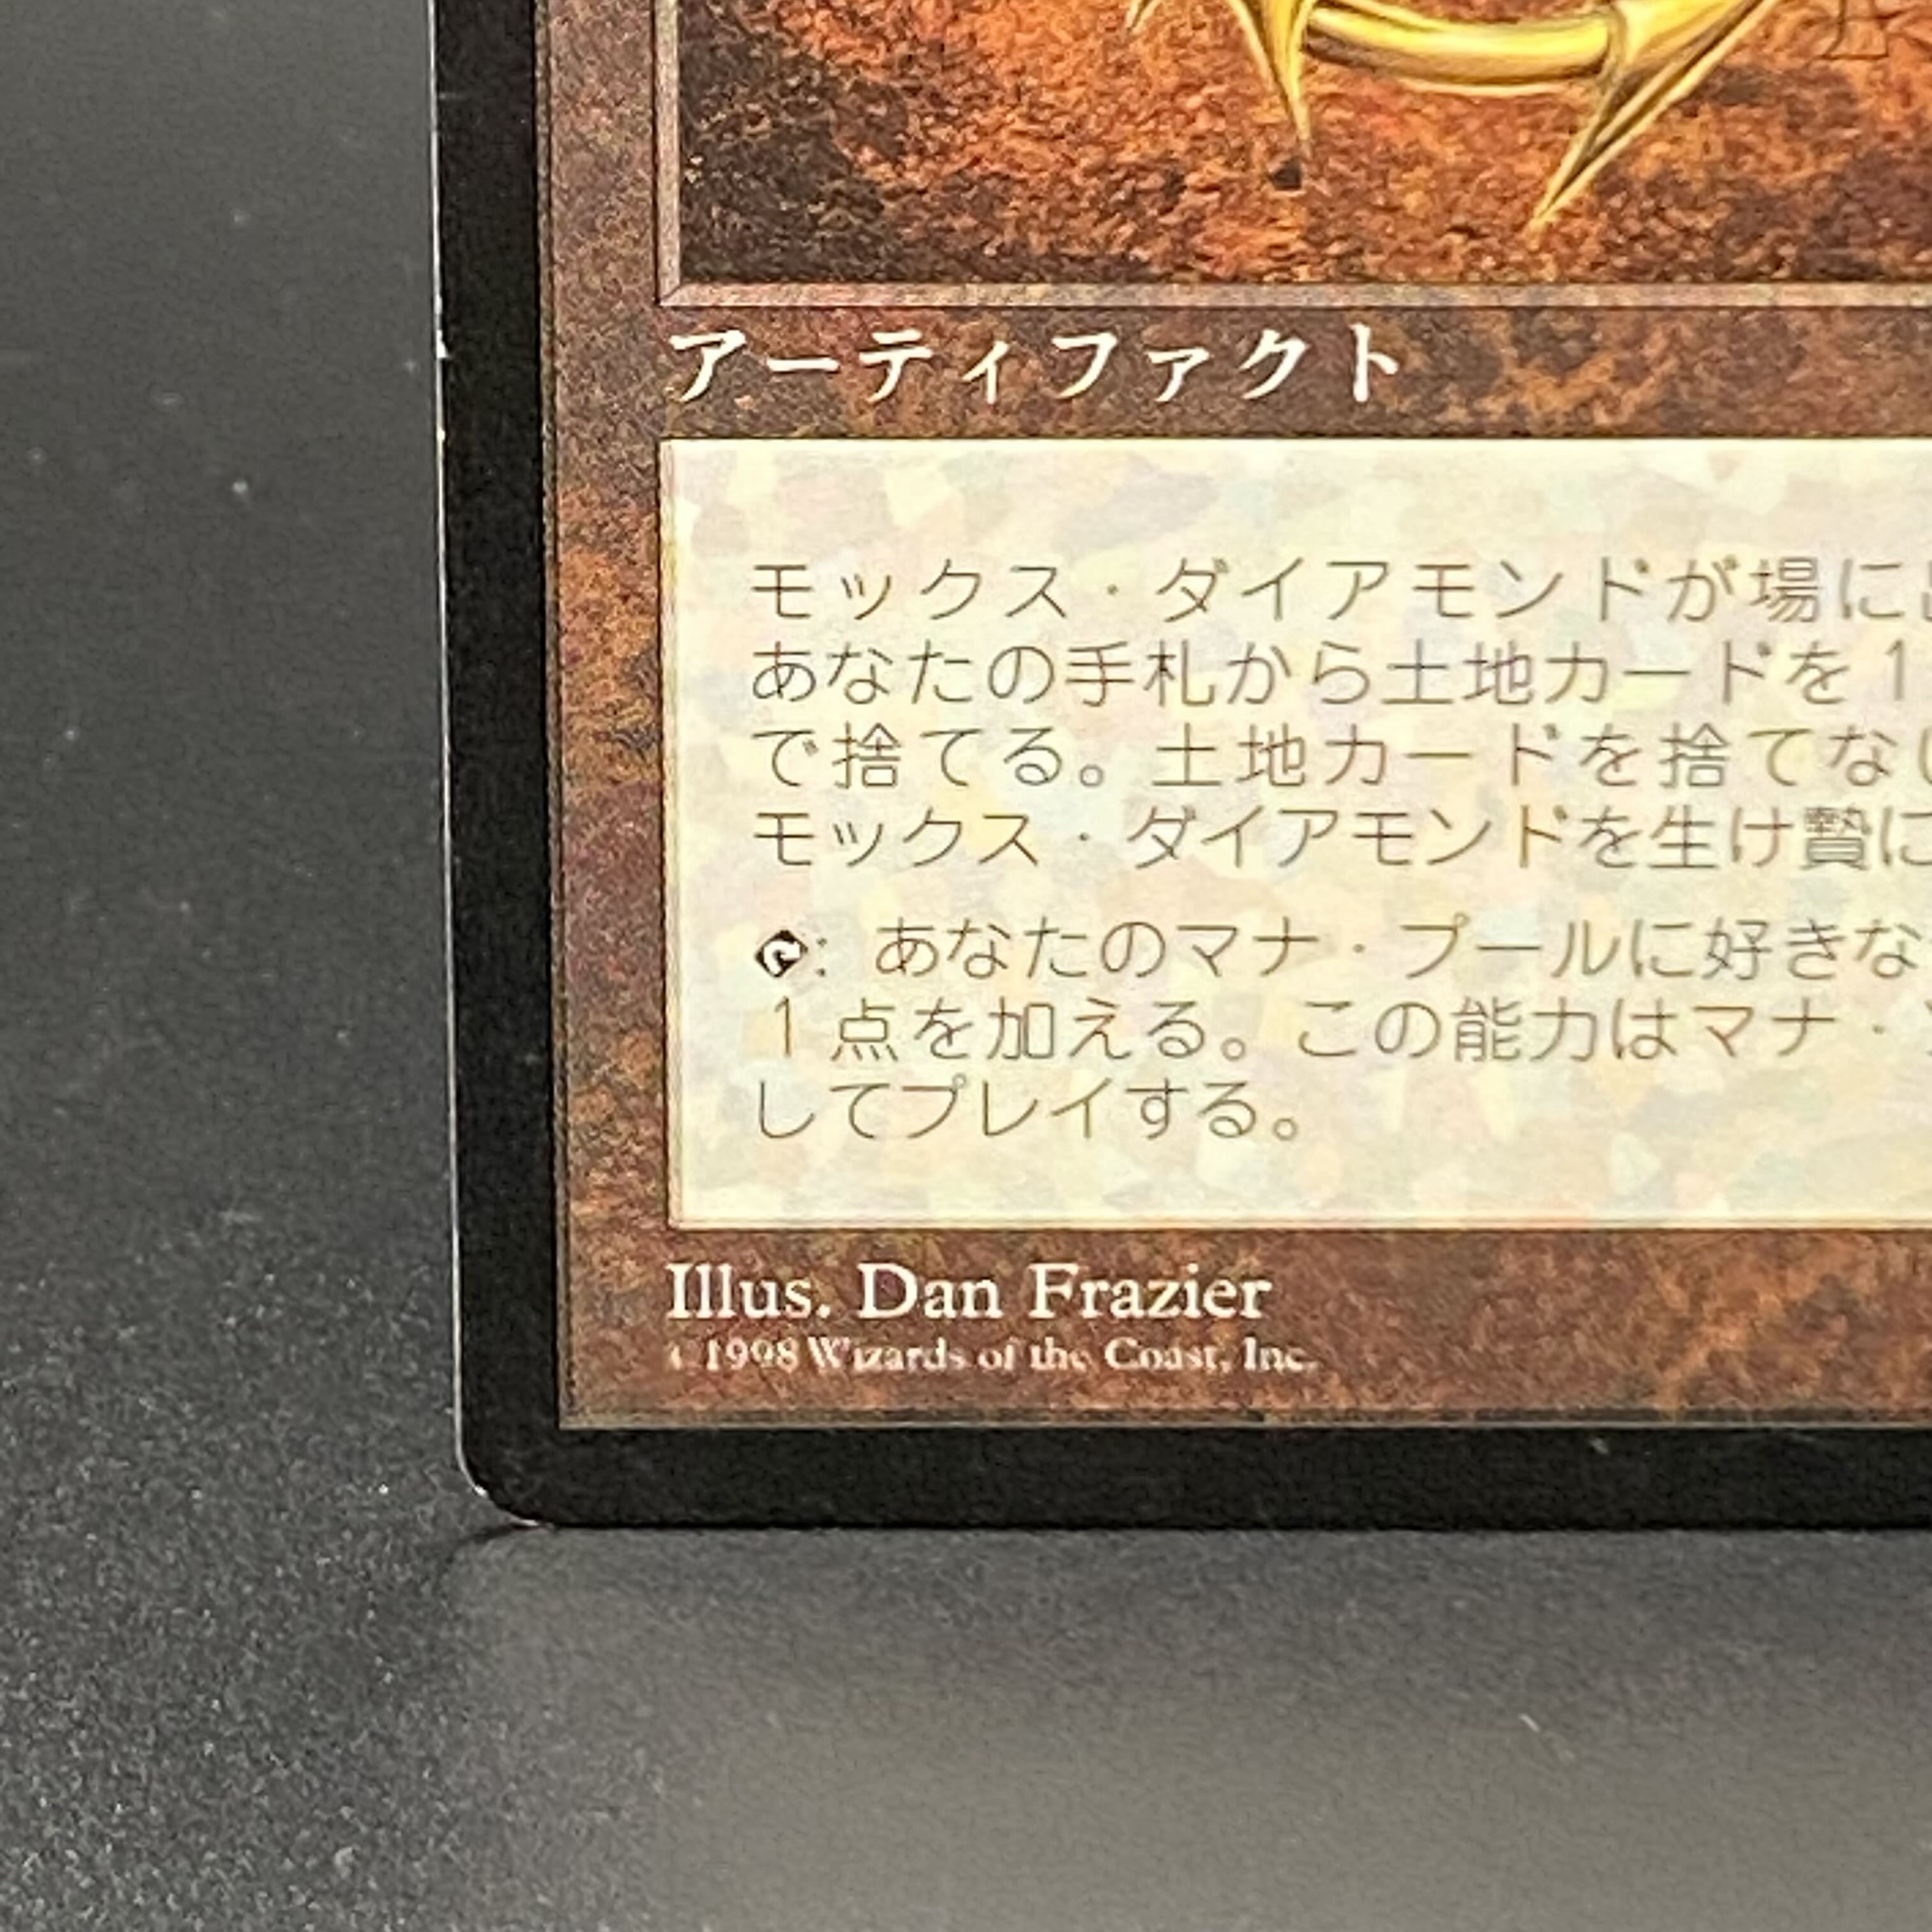 アーティファクト
モックス・ダイアモンドが場に
あなたの手札から土地カードを1
で捨てる。土地カードを捨てない
モックス・ダイアモンドを生け贄に
: あなたのマナ・プールに好きな
1 点を加える。この能力はマナ・
してプレイする。
Illus. Dan Frazier
©1998 Wizards of the Coast, Inc.